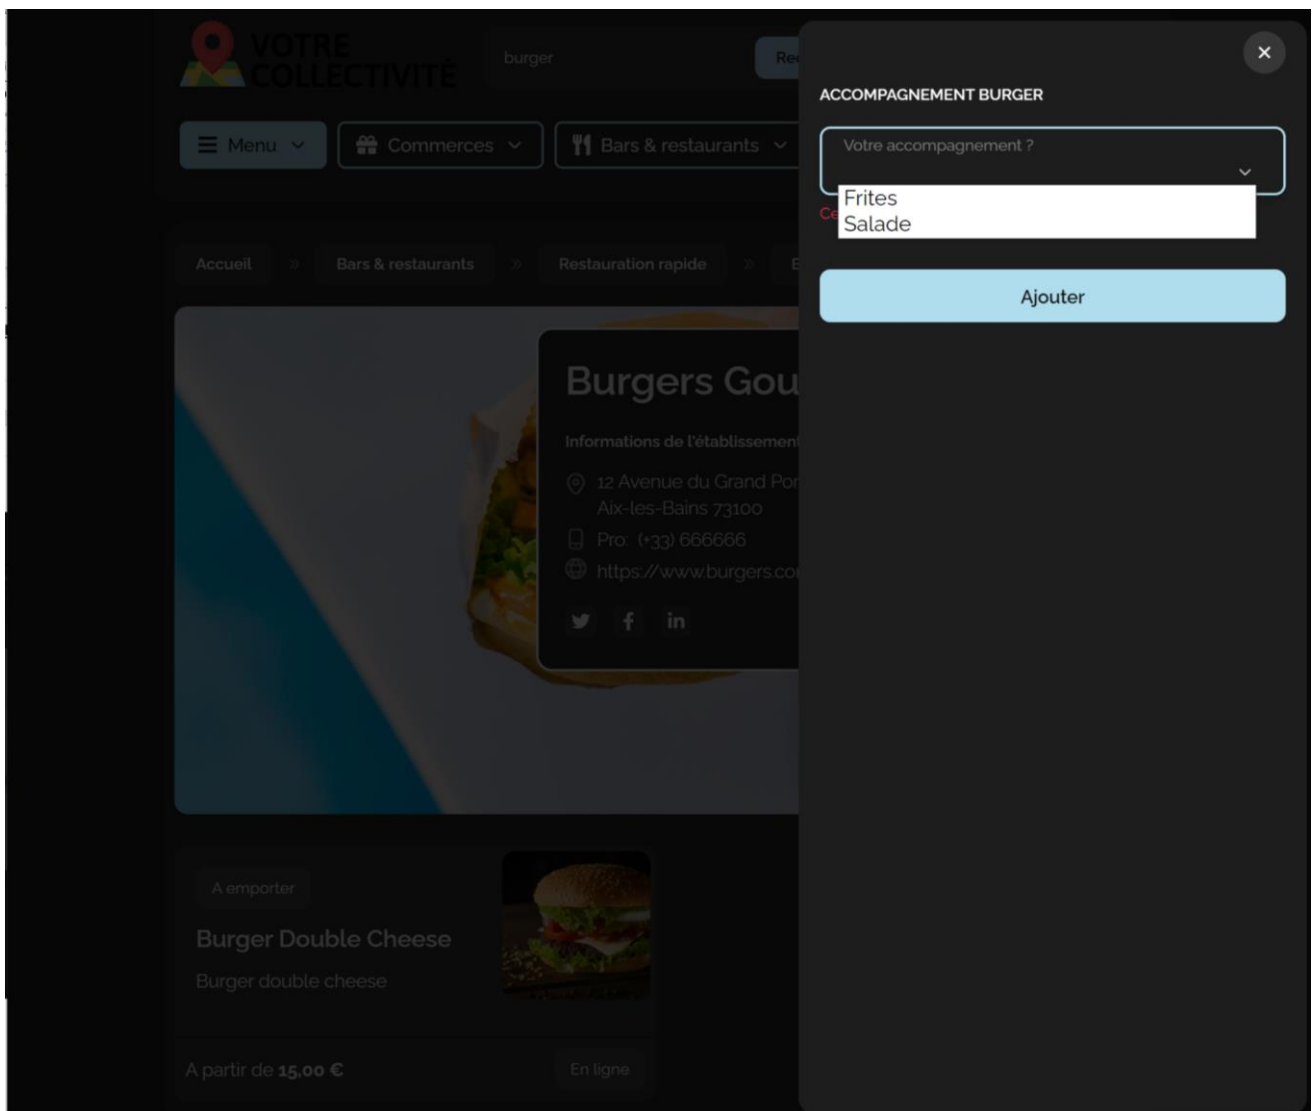 VOTRE
COLLECTIVITÉ
burger
Menu
Commerces
Bars & restaurants
Accueil » Bars & restaurants » Restauration rapide »
Burgers Gou
Informations de l'établissement
12 Avenue du Grand Por
Aix-les-Bains 73100
Pro: (+33) 666666
https://www.burgers.co
A emporter
Burger Double Cheese
Burger double cheese
A partir de 15,00 €
En ligne
ACCOMPAGNEMENT BURGER
Votre accompagnement ?
Frites
Salade
Ce
Ajouter